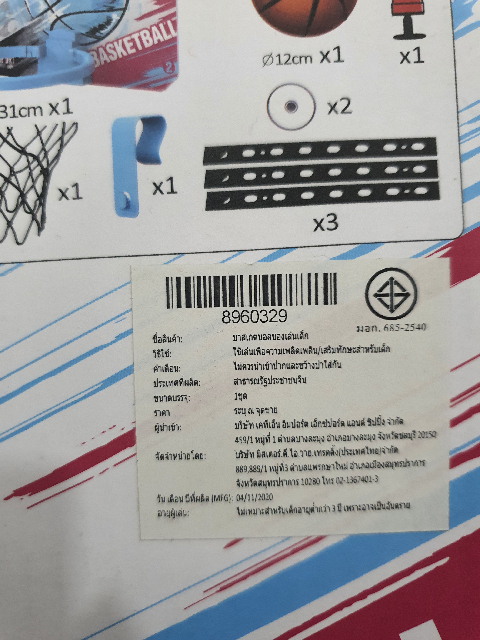 BASKETBALL
31cm x1
Ø12cm x1
x1
x2
x1
x1
x3
8960329
มอก. 685-2540
ชื่อสินค้า: บาสเกตบอลของเล่นเด็ก
วิธีใช้: ใช้เล่นเพื่อความเพลิดเพลิน/เสริมทักษะสำหรับเด็ก
คำเตือน: ไม่ควรนำเข้าปากและขว้างปาใส่กัน
ประเทศที่ผลิต: สาธารณรัฐประชาชนจีน
ขนาดบรรจุ: 1ชุด
ราคา ระบุ ณ จุดขาย
ผู้นำเข้า: บริษัท เคทีเอ็น อิมปอร์ต เอ็กซ์ปอร์ต แอนด์ ชิปปิ้ง จำกัด
459/1 หมู่ที่ 1 ตำบลบางละมุง อำเภอบางละมุง จังหวัดชลบุรี 20150
จัดจำหน่ายโดย: บริษัท มิสเตอร์.ดี.ไอ.วาย.เทรดดิ้ง(ประเทศไทย)จำกัด
889,885/1 หมู่ที่3 ตำบลแพรกษาใหม่ อำเภอเมืองสมุทรปราการ
จังหวัดสมุทรปราการ 10280 โทร 02-1367401-3
วัน เดือน ปีที่ผลิต (MFG): 04/11/2020
อายุผู้เล่น: ไม่เหมาะสำหรับเด็กอายุต่ำกว่า 3 ปี เพราะอาจเป็นอันตราย